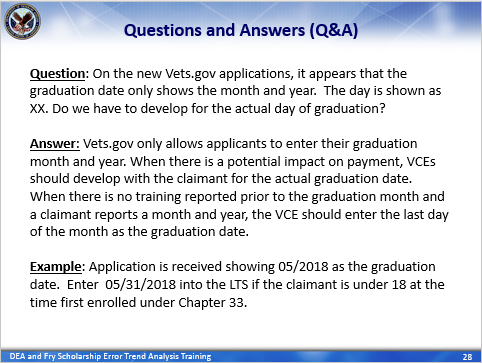 Questions and Answers (Q&A)
Question: On the new Vets.gov applications, it appears that the
graduation date only shows the month and year.  The day is shown as
XX. Do we have to develop for the actual day of graduation?
Answer: Vets.gov only allows applicants to enter their graduation
month and year. When there is a potential impact on payment, VCEs
should develop with the claimant for the actual graduation date.
When there is no training reported prior to the graduation month and
a claimant reports a month and year, the VCE should enter the last day
of the month as the graduation date.
Example: Application is received showing 05/2018 as the graduation
date.  Enter  05/31/2018 into the LTS if the claimant is under 18 at the
time first enrolled under Chapter 33.
DEA and Fry Scholarship Error Trend Analysis Training
28